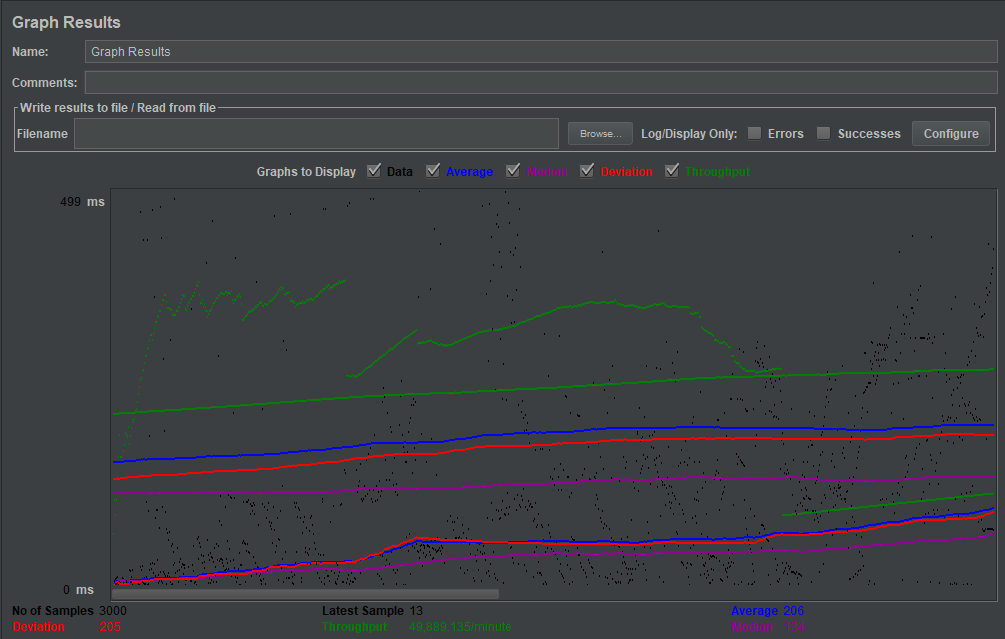 Graph Results
Name: Graph Results
Comments:
Write results to file / Read from file
Filename Browse... Log/Display Only: Errors Successes Configure
Graphs to Display Data Average Median Deviation Throughput
499 ms
0 ms
No of Samples 3000 Latest Sample 13 Average 206
Deviation 205 Throughput 49,889.135/minute Median 154